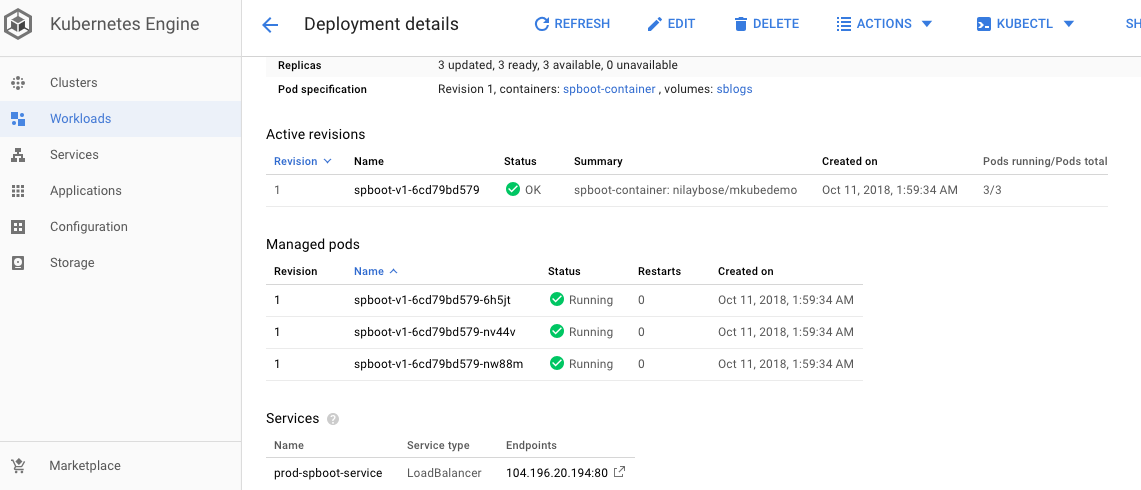 Kubernetes Engine
Deployment details
REFRESH
EDIT
DELETE
ACTIONS
KUBECTL
SH
Clusters
Workloads
Services
Applications
Configuration
Storage
Marketplace
Replicas 3 updated, 3 ready, 3 available, 0 unavailable
Pod specification Revision 1, containers: spboot-container , volumes: sblogs
Active revisions
Revision Name Status Summary Created on Pods running/Pods total
1 spboot-v1-6cd79bd579 OK spboot-container: nilaybose/mkubedemo Oct 11, 2018, 1:59:34 AM 3/3
Managed pods
Revision Name Status Restarts Created on
1 spboot-v1-6cd79bd579-6h5jt Running 0 Oct 11, 2018, 1:59:34 AM
1 spboot-v1-6cd79bd579-nv44v Running 0 Oct 11, 2018, 1:59:34 AM
1 spboot-v1-6cd79bd579-nw88m Running 0 Oct 11, 2018, 1:59:34 AM
Services ?
Name Service type Endpoints
prod-spboot-service LoadBalancer 104.196.20.194:80